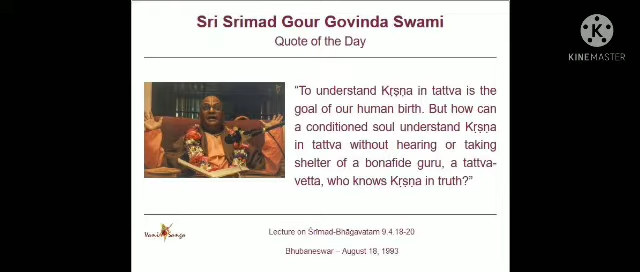 Sri Srimad Gour Govinda Swami
Quote of the Day
KINEMASTER
"To understand Kṛṣṇa in tattva is the
goal of our human birth. But how can
a conditioned soul understand Kṛṣṇa
in tattva without hearing or taking
shelter of a bonafide guru, a tattva-
vetta, who knows Kṛṣṇa in truth?"
Vani Sanga
Lecture on Śrīmad-Bhāgavatam 9.4.18-20
Bhubaneswar – August 18, 1993